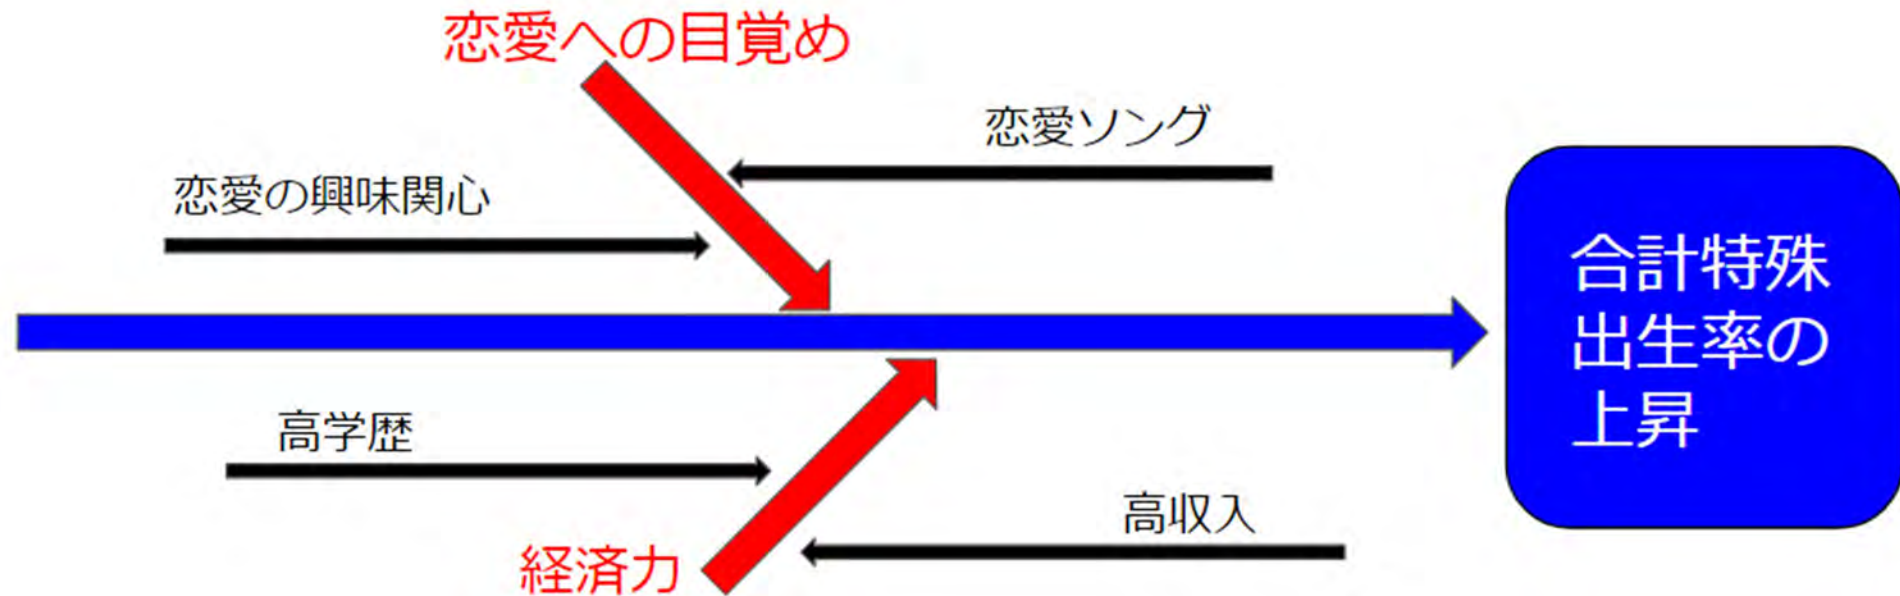 恋愛への目覚め
恋愛ソング
恋愛の興味関心
合計特殊
出生率の
上昇
高学歴
高収入
経済力